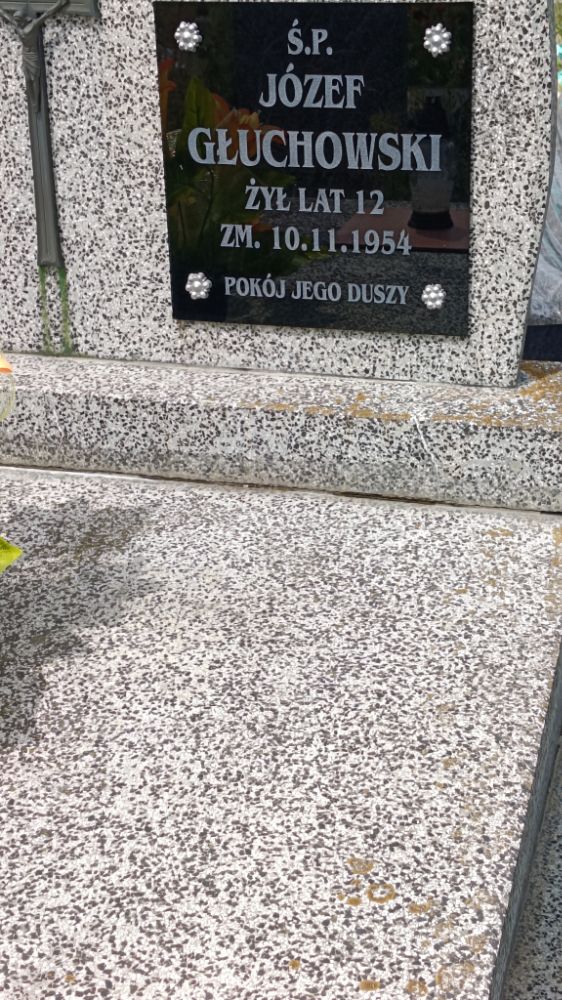 Ś.P.
JÓZEF
GŁUCHOWSKI
ŻYŁ LAT 12
ZM. 10.11.1954
POKÓJ JEGO DUSZY